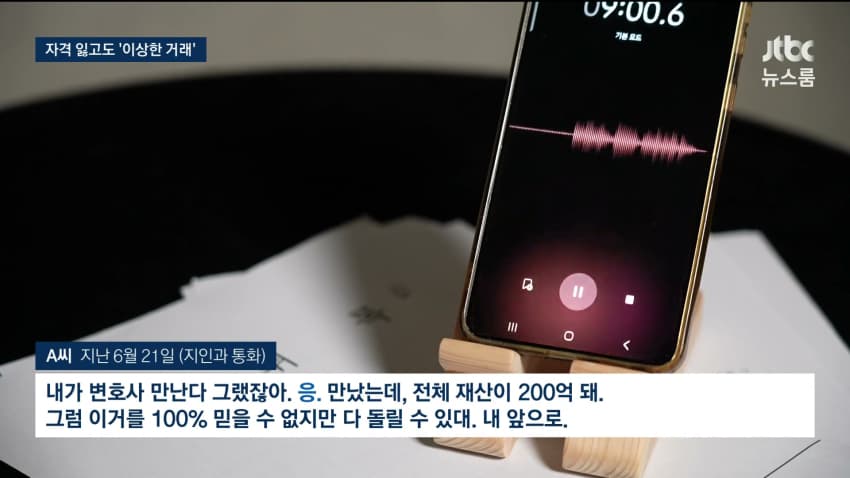 자격 잃고도 '이상한 거래'
jtbc
뉴스룸
09:00.6
기본 모드
A씨 지난 6월 21일 (지인과 통화)
내가 변호사 만난다 그랬잖아. 응. 만났는데, 전체 재산이 200억 돼.
그럼 이거를 100% 믿을 수 없지만 다 돌릴 수 있대. 내 앞으로.